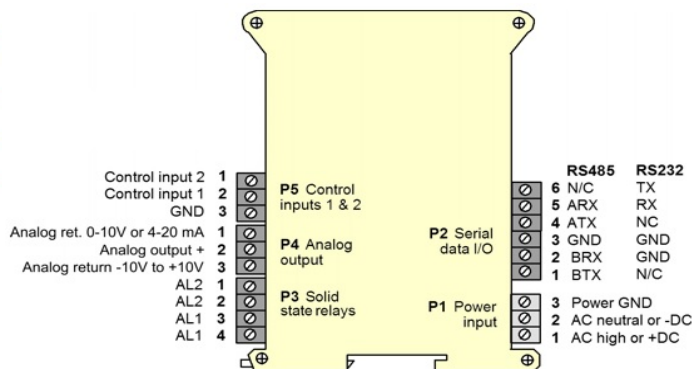 Control input 2 1
Control input 1 2
GND 3
P5 Control
inputs 1 & 2
Analog ret. 0-10V or 4-20 mA 1
Analog output + 2
Analog return -10V to +10V 3
P4 Analog
output
AL2 1
AL2 2
AL1 3
AL1 4
P3 Solid
state relays
RS485 RS232
6 N/C TX
5 ARX RX
4 ATX NC
3 GND GND
2 BRX GND
1 BTX N/C
P2 Serial
data I/O
P1 Power
input
3 Power GND
2 AC neutral or -DC
1 AC high or +DC